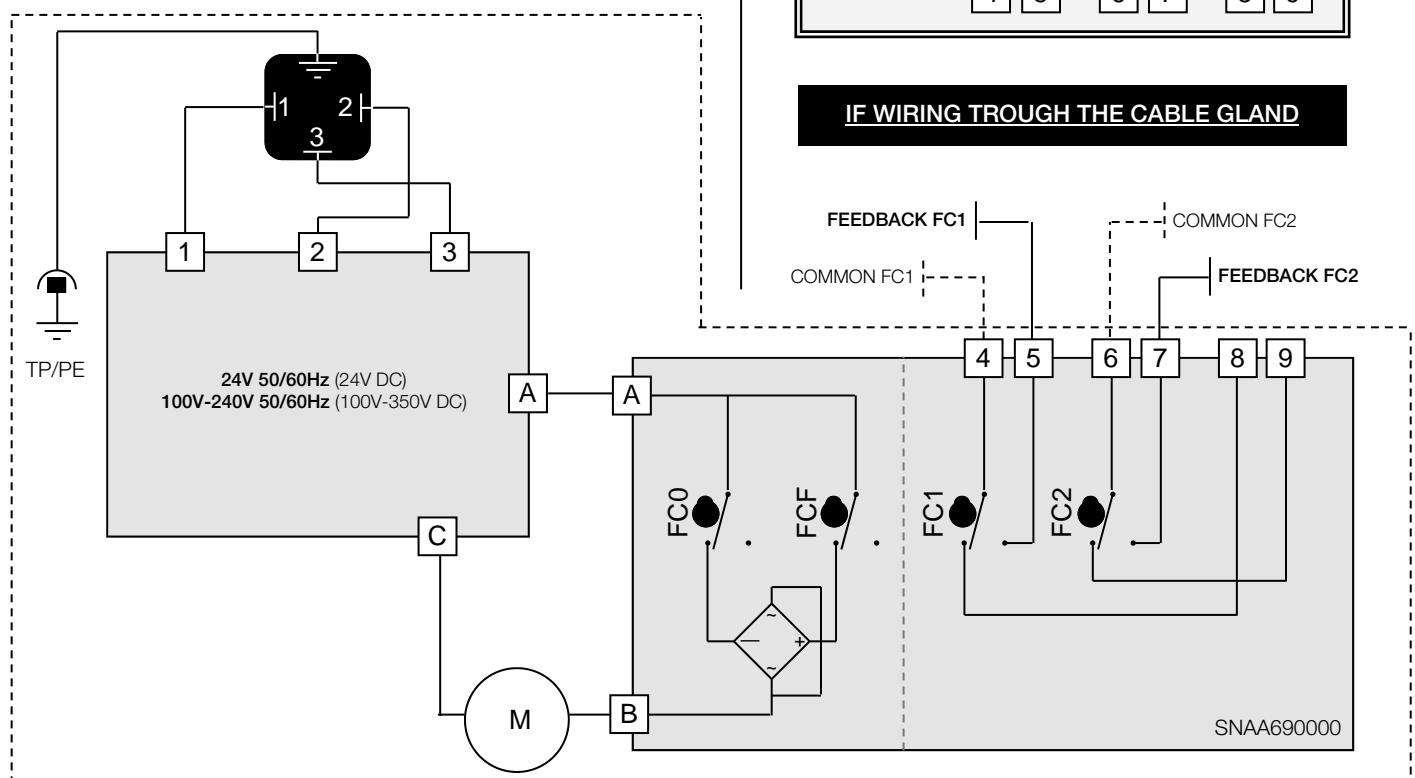 IF WIRING TROUGH THE CABLE GLAND
1 2
3
FEEDBACK FC1
COMMON FC2
COMMON FC1
FEEDBACK FC2
1 2 3
4 5 6 7 8 9
TP/PE
24V 50/60Hz (24V DC)
100V-240V 50/60Hz (100V-350V DC)
A A
FC0 FCF FC1 FC2
C
~
— +
~
M B
SNAA690000